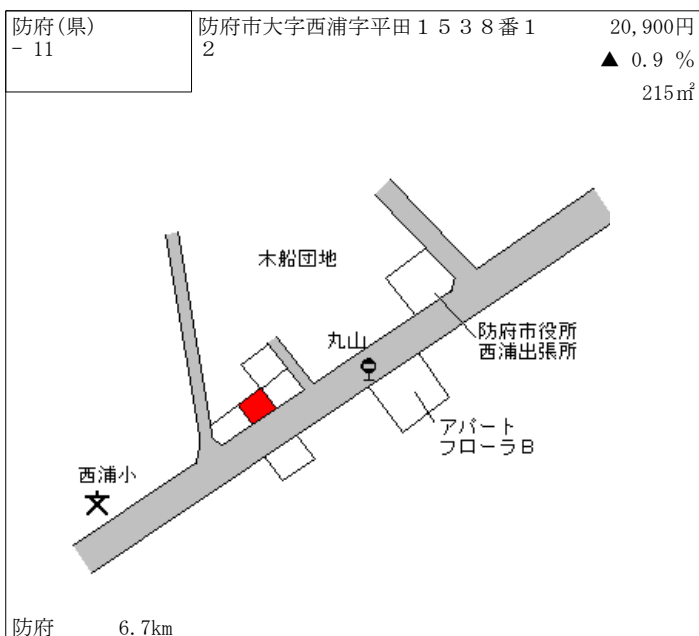 防府(県)
- 11
防府市大字西浦字平田１５３８番１
２
20,900円
▲ 0.9 %
215㎡
木船団地
丸山
防府市役所
西浦出張所
アパート
フローラＢ
西浦小
防府 6.7km